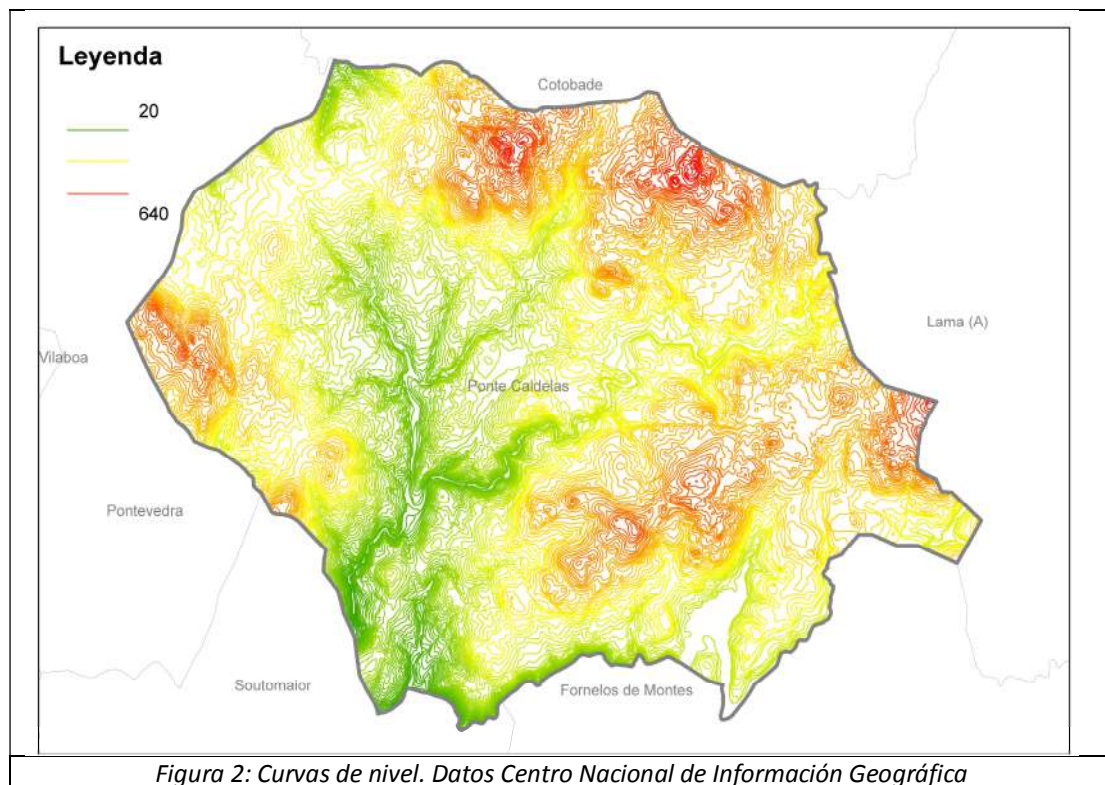 Leyenda
20
640
Cotobade
Lama (A)
Vilaboa
Ponte Caldelas
Pontevedra
Soutomaior
Fornelos de Montes
Figura 2: Curvas de nivel. Datos Centro Nacional de Información Geográfica